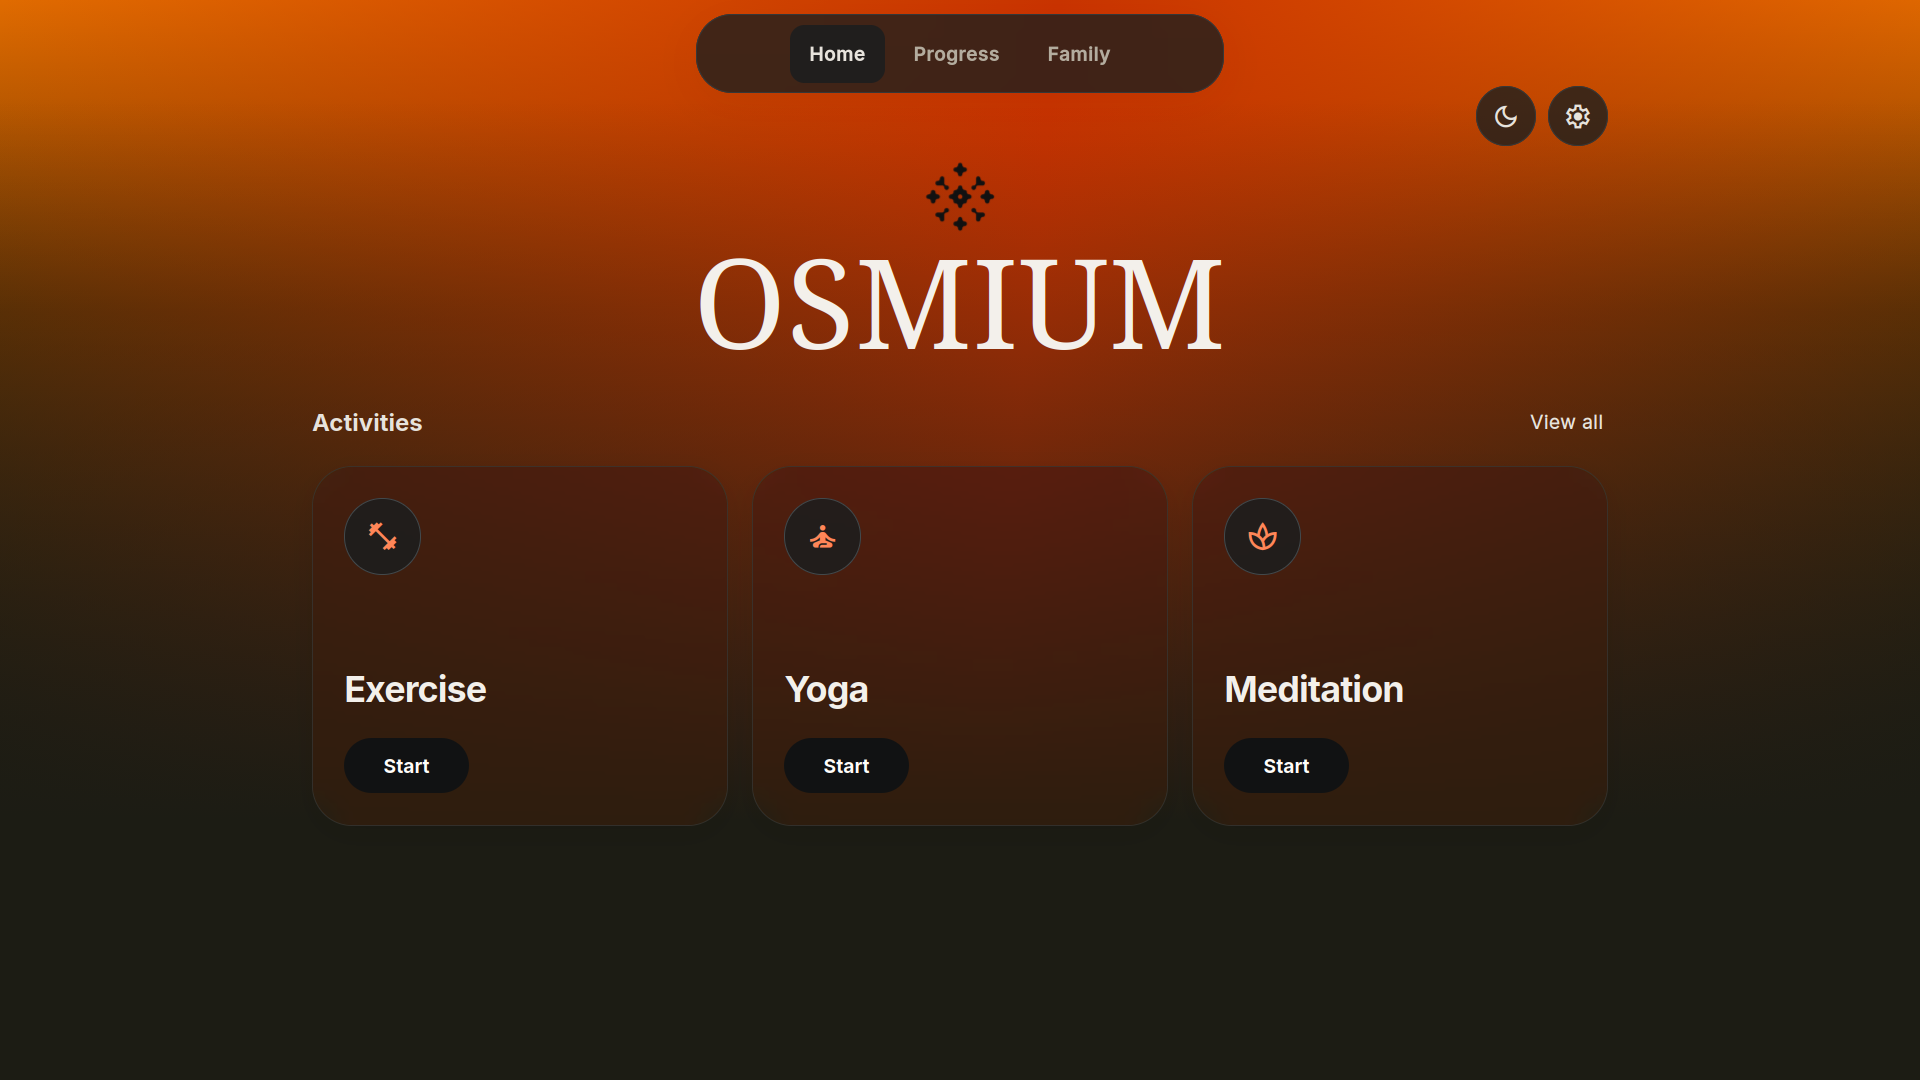 Home Progress Family
OSMIUM
Activities View all
Exercise Yoga Meditation
Start Start Start